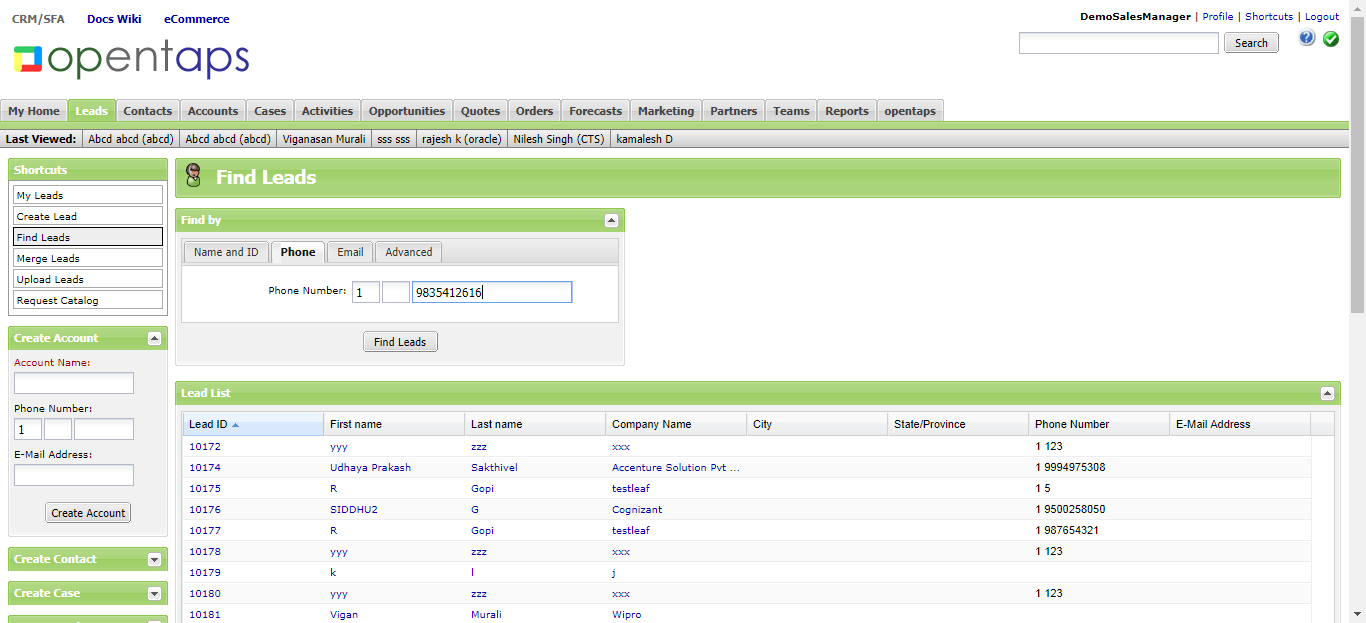 CRM/SFA Docs Wiki eCommerce
DemoSalesManager | Profile | Shortcuts | Logout
opentaps
Search
My Home Leads Contacts Accounts Cases Activities Opportunities Quotes Orders Forecasts Marketing Partners Teams Reports opentaps
Last Viewed: Abcd abcd (abcd) Abcd abcd (abcd) Viganasan Murali sss sss rajesh k (oracle) Nilesh Singh (CTS) kamalesh D
Shortcuts
My Leads
Create Lead
Find Leads
Merge Leads
Upload Leads
Request Catalog
Create Account
Account Name:
Phone Number:
1
E-Mail Address:
Create Account
Create Contact
Create Case
Find Leads
Find by
Name and ID Phone Email Advanced
Phone Number: 1 9835412616
Find Leads
Lead List
Lead ID First name Last name Company Name City State/Province Phone Number E-Mail Address
10172 yyy zzz xxx 1 123
10174 Udhaya Prakash Sakthivel Accenture Solution Pvt ... 1 9994975308
10175 R Gopi testleaf 1 5
10176 SIDDHU2 G Cognizant 1 9500258050
10177 R Gopi testleaf 1 987654321
10178 yyy zzz xxx 1 123
10179 k l j
10180 yyy zzz xxx 1 123
10181 Vigan Murali Wipro